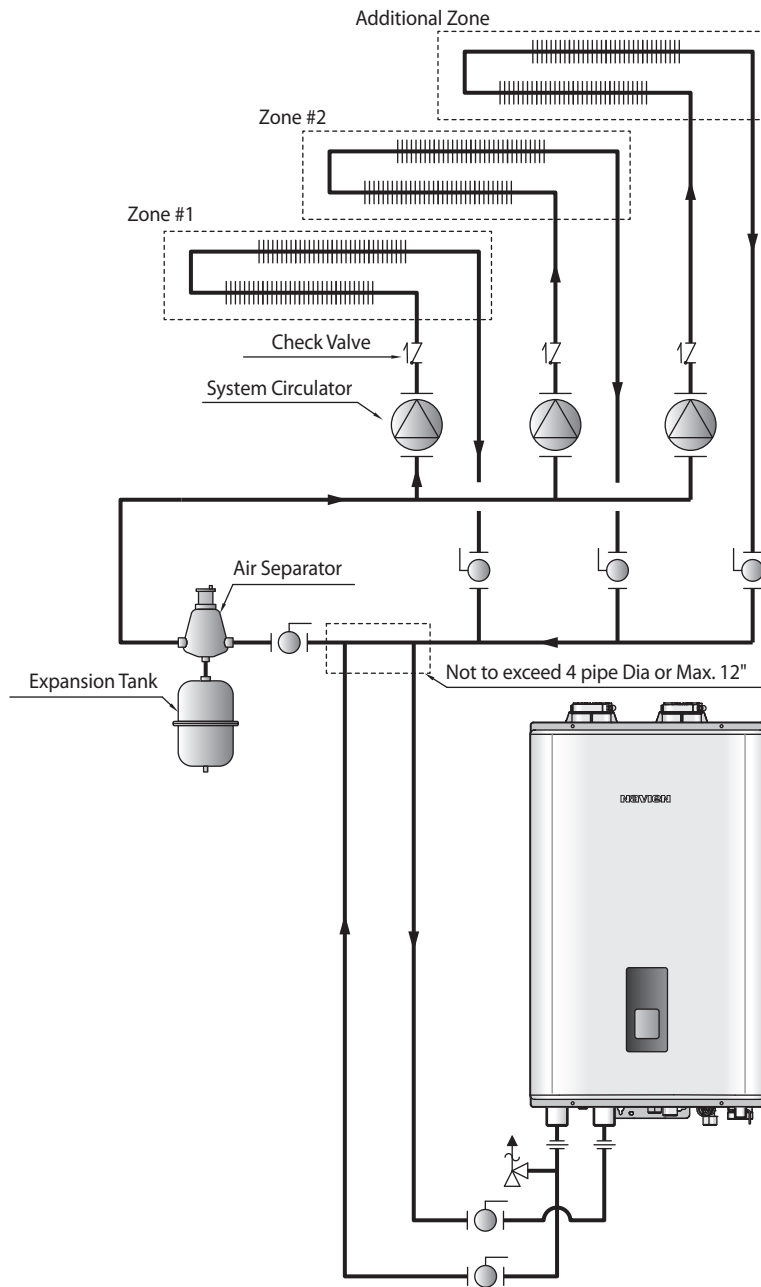 Additional Zone
Zone #2
Zone #1
Check Valve
System Circulator
Air Separator
Not to exceed 4 pipe Dia or Max. 12"
Expansion Tank
NAVIEN